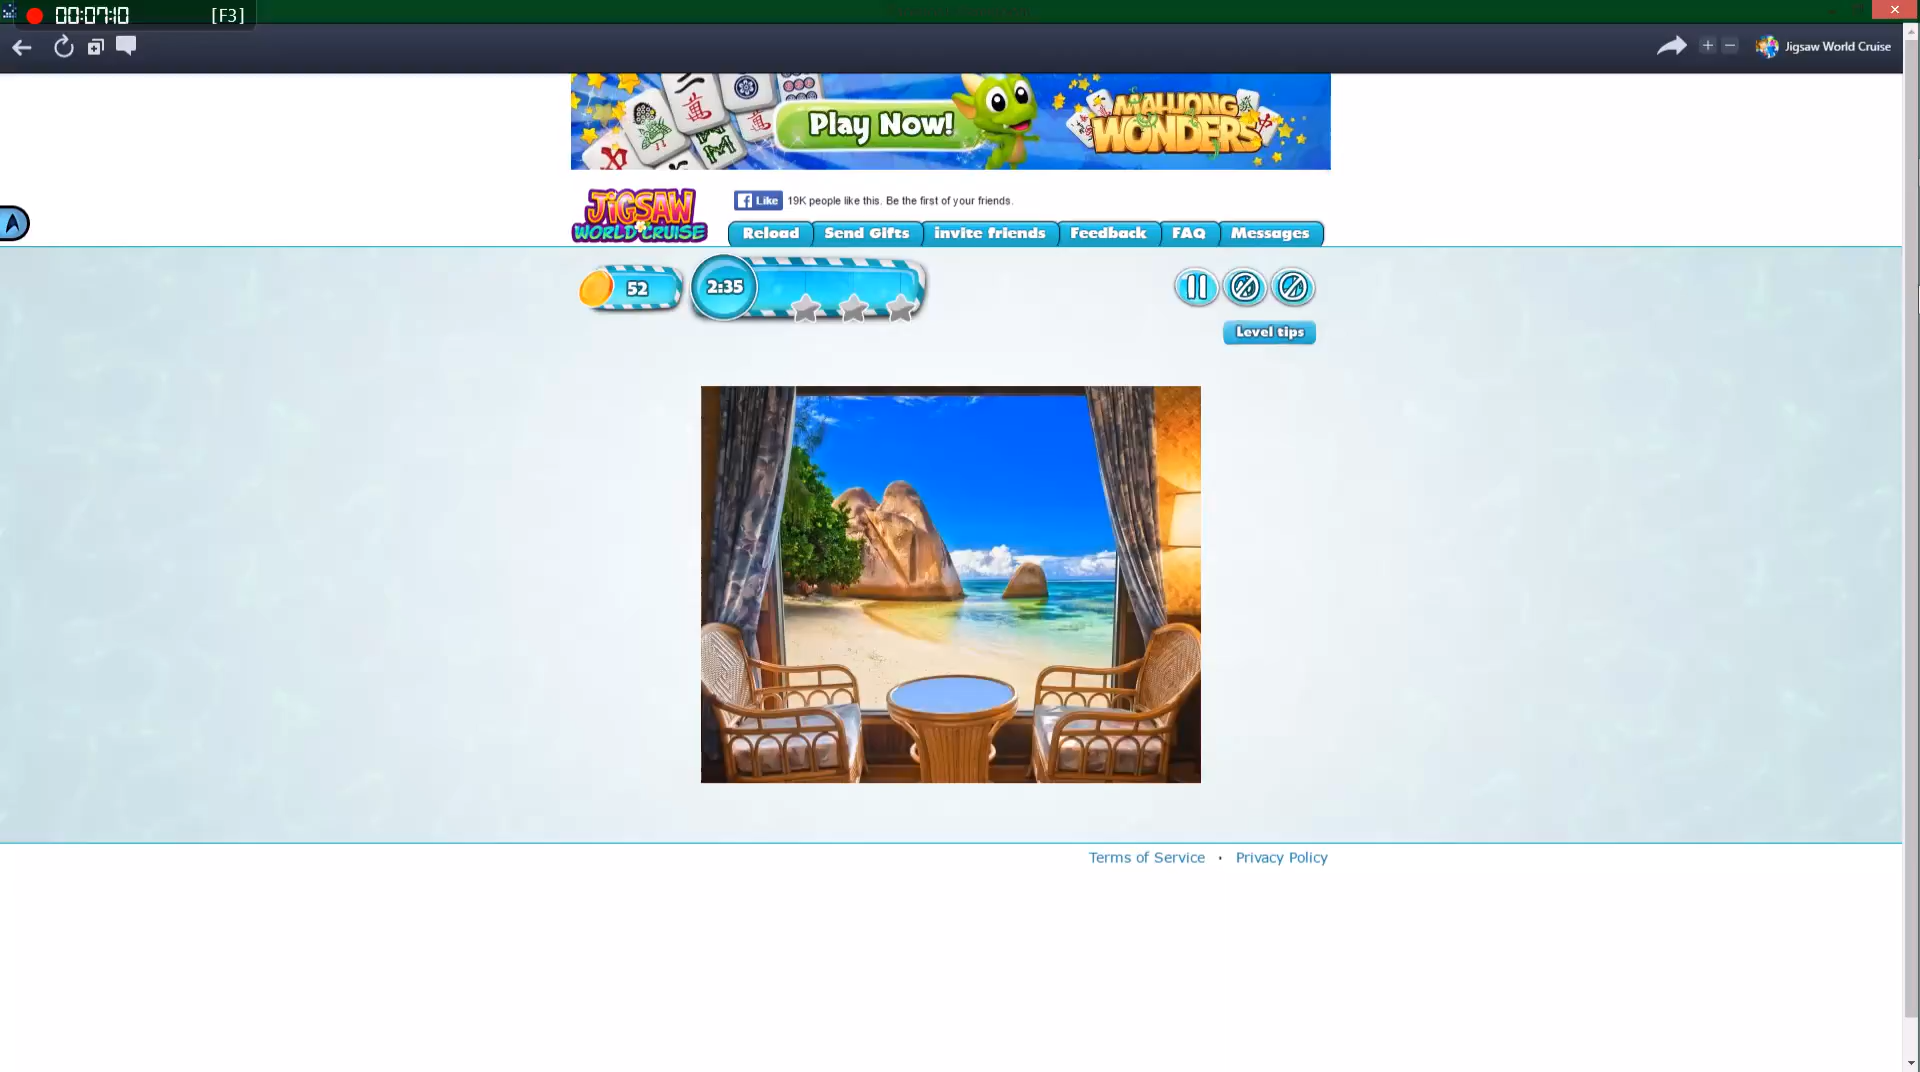 00:07:10 [F3]
Jigsaw World Cruise
Play Now!
MAHJONG
WONDERS
JIGSAW
WORLD CRUISE
Like 19K people like this. Be the first of your friends.
Reload Send Gifts invite friends Feedback FAQ Messages
52 2:35
Level tips
Terms of Service · Privacy Policy